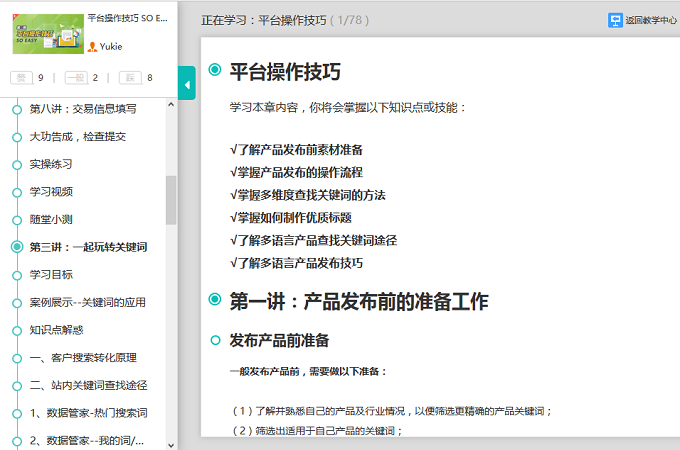 平台操作技巧 SO E...
第一讲
平台操作技巧
SO EASY
Yukie
赞 9 一般 2 踩 8
第八讲：交易信息填写
大功告成，检查提交
实操练习
学习视频
随堂小测
第三讲：一起玩转关键词
学习目标
案例展示--关键词的应用
知识点解惑
一、客户搜索转化原理
二、站内关键词查找途径
1、数据管家-热门搜索词
2、数据管家--我的词/...
正在学习：平台操作技巧（ 1/78 ）
返回教学中心
平台操作技巧
学习本章内容，你将会掌握以下知识点或技能：
√了解产品发布前素材准备
√掌握产品发布的操作流程
√掌握多维度查找关键词的方法
√掌握如何制作优质标题
√了解多语言产品查找关键词途径
√了解多语言产品发布技巧
第一讲：产品发布前的准备工作
发布产品前准备
一般发布产品前，需要做以下准备：
（1）了解并熟悉自己的产品及行业情况，以便筛选更精确的产品关键词；
（2）筛选出适用于自己产品的关键词；